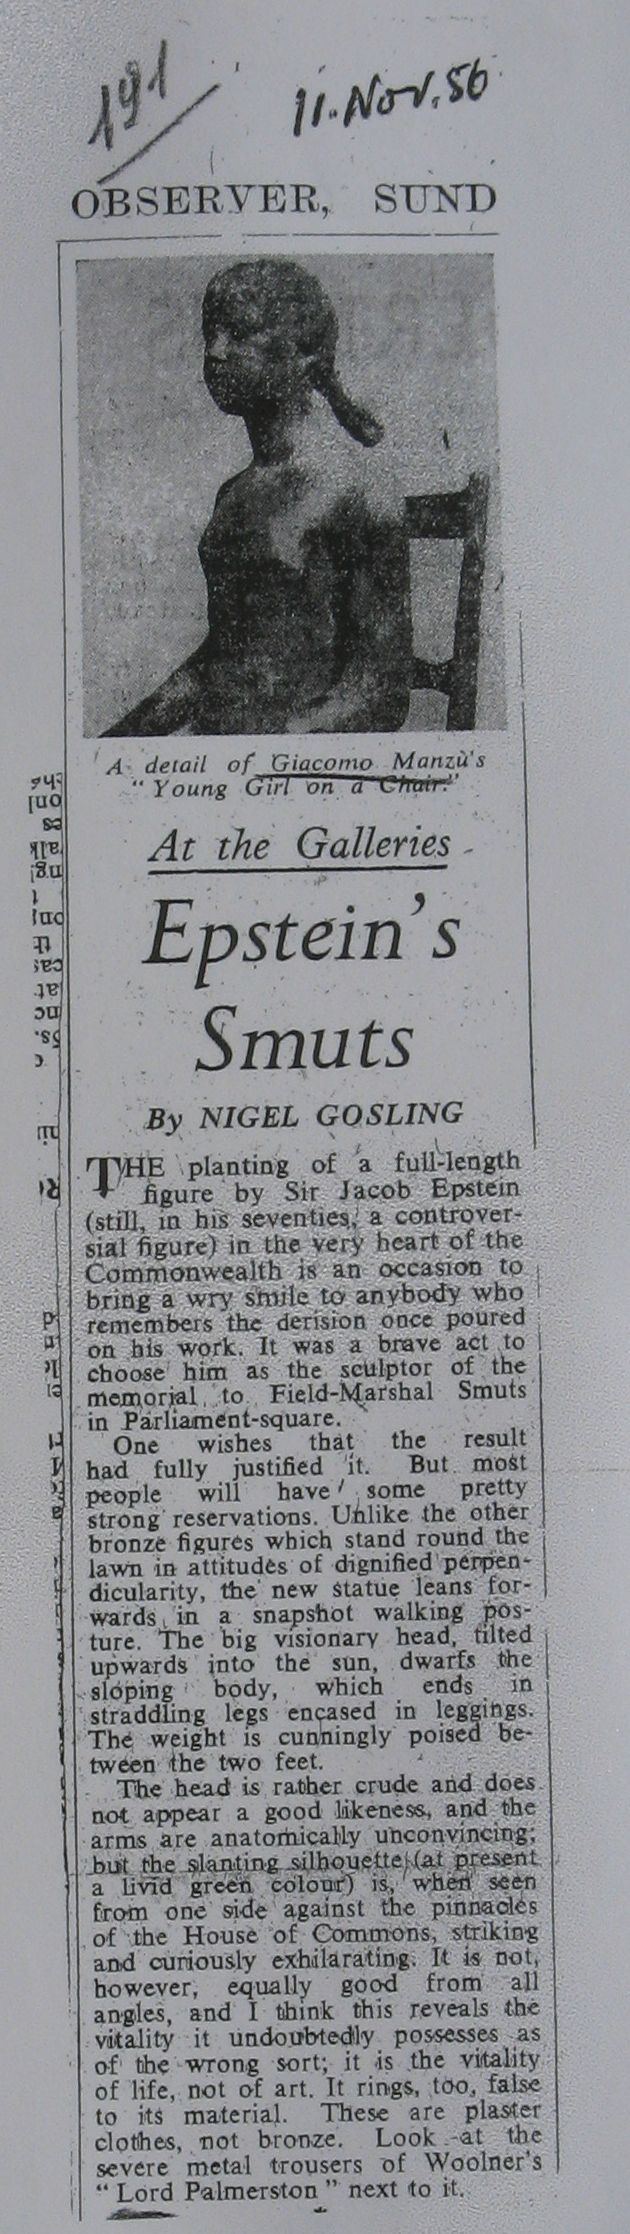 191
11. Nov. 56
OBSERVER, SUND
A detail of Giacomo Manzù's
"Young Girl on a Chair."
At the Galleries
Epstein's
Smuts
By NIGEL GOSLING
THE planting of a full-length
figure by Sir Jacob Epstein
(still, in his seventies, a controver-
sial figure) in the very heart of the
Commonwealth is an occasion to
bring a wry smile to anybody who
remembers the derision once poured
on his work. It was a brave act to
choose him as the sculptor of the
memorial to Field-Marshal Smuts
in Parliament-square.
One wishes that the result
had fully justified it. But most
people will have some pretty
strong reservations. Unlike the other
bronze figures which stand round the
lawn in attitudes of dignified perpen-
dicularity, the new statue leans for-
wards in a snapshot walking pos-
ture. The big visionary head, tilted
upwards into the sun, dwarfs the
sloping body, which ends in
straddling legs encased in leggings.
The weight is cunningly poised be-
tween the two feet.
The head is rather crude and does
not appear a good likeness, and the
arms are anatomically unconvincing;
but the slanting silhouette (at present
a livid green colour) is, when seen
from one side against the pinnacles
of the House of Commons, striking
and curiously exhilarating. It is not,
however, equally good from all
angles, and I think this reveals the
vitality it undoubtedly possesses as
of the wrong sort; it is the vitality
of life, not of art. It rings, too, false
to its material. These are plaster
clothes, not bronze. Look at the
severe metal trousers of Woolner's
"Lord Palmerston" next to it.